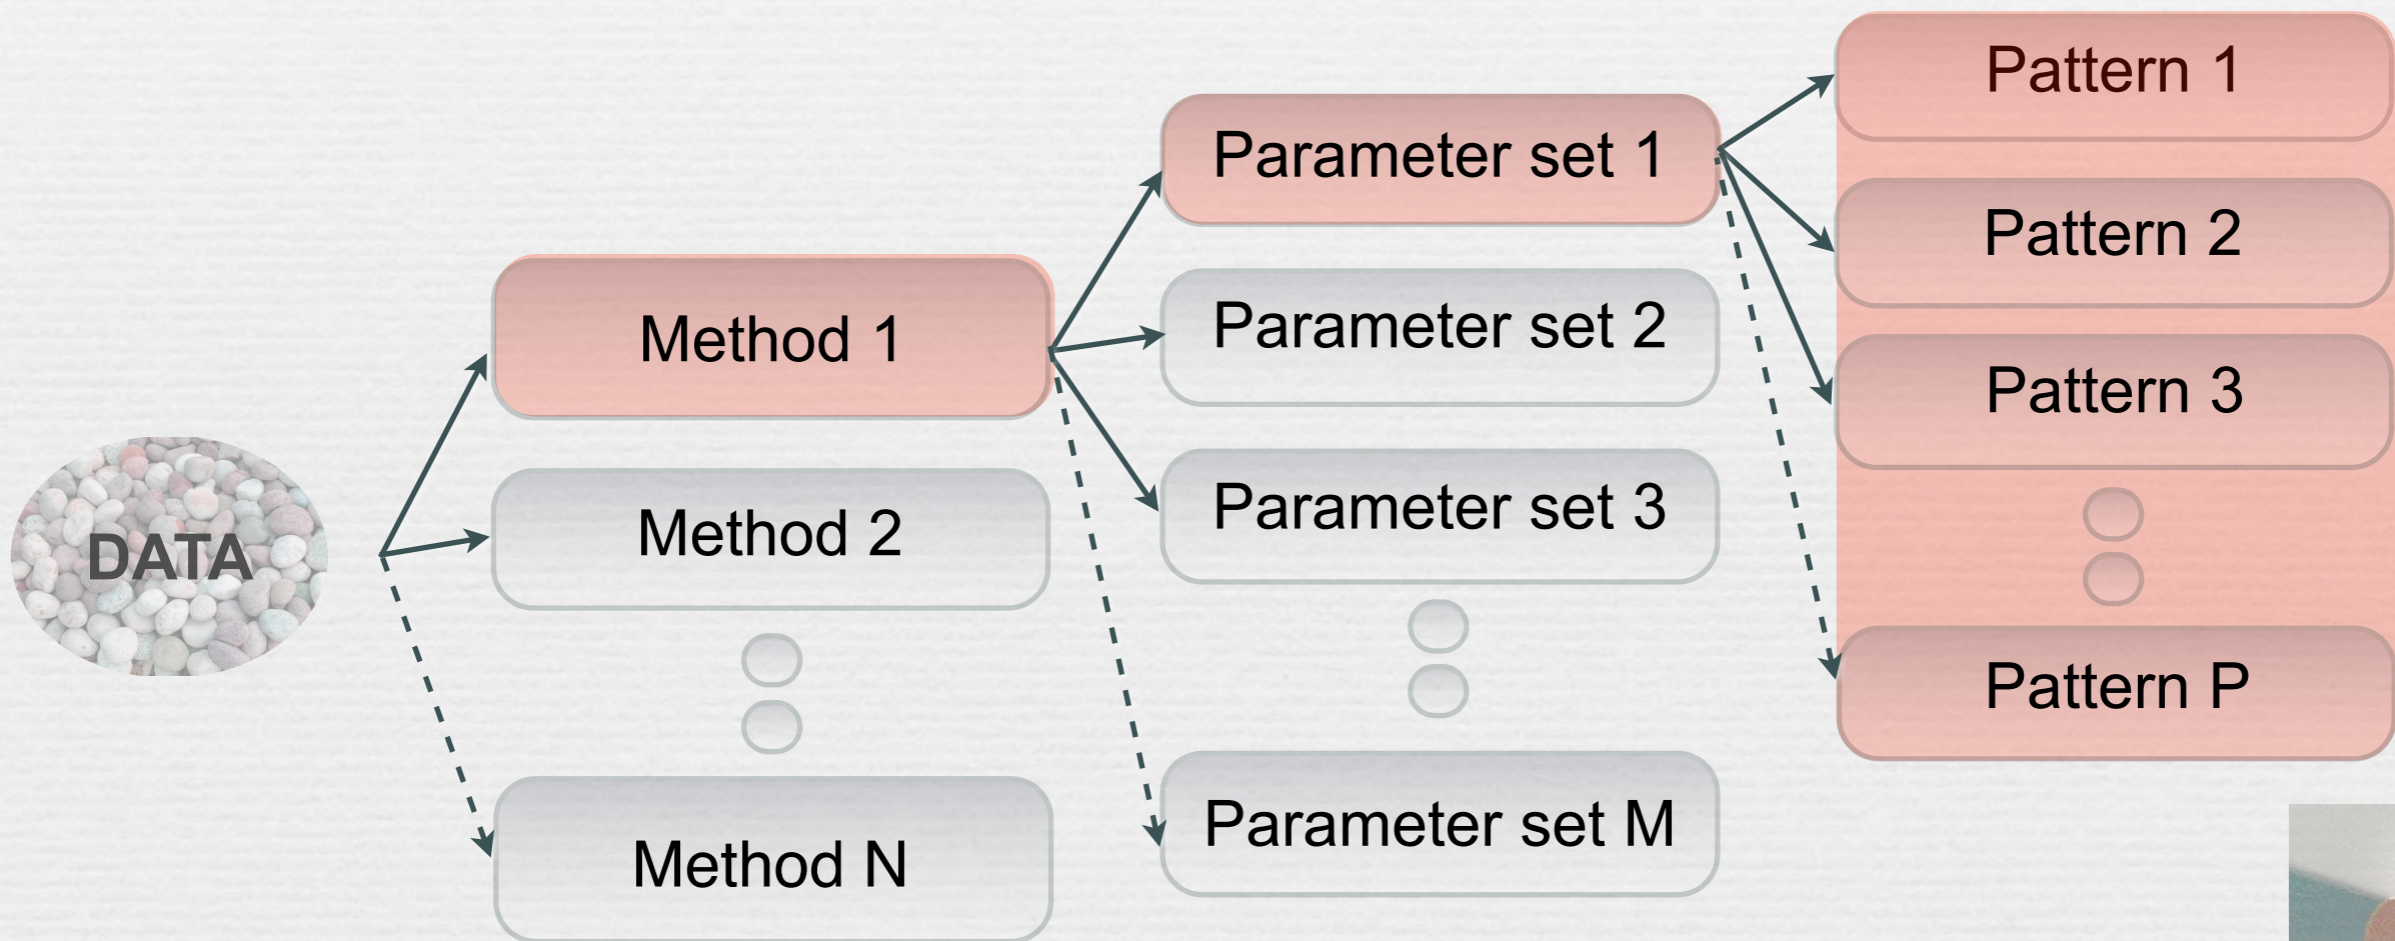 DATA
Method 1
Method 2
Method N
Parameter set 1
Parameter set 2
Parameter set 3
Parameter set M
Pattern 1
Pattern 2
Pattern 3
Pattern P